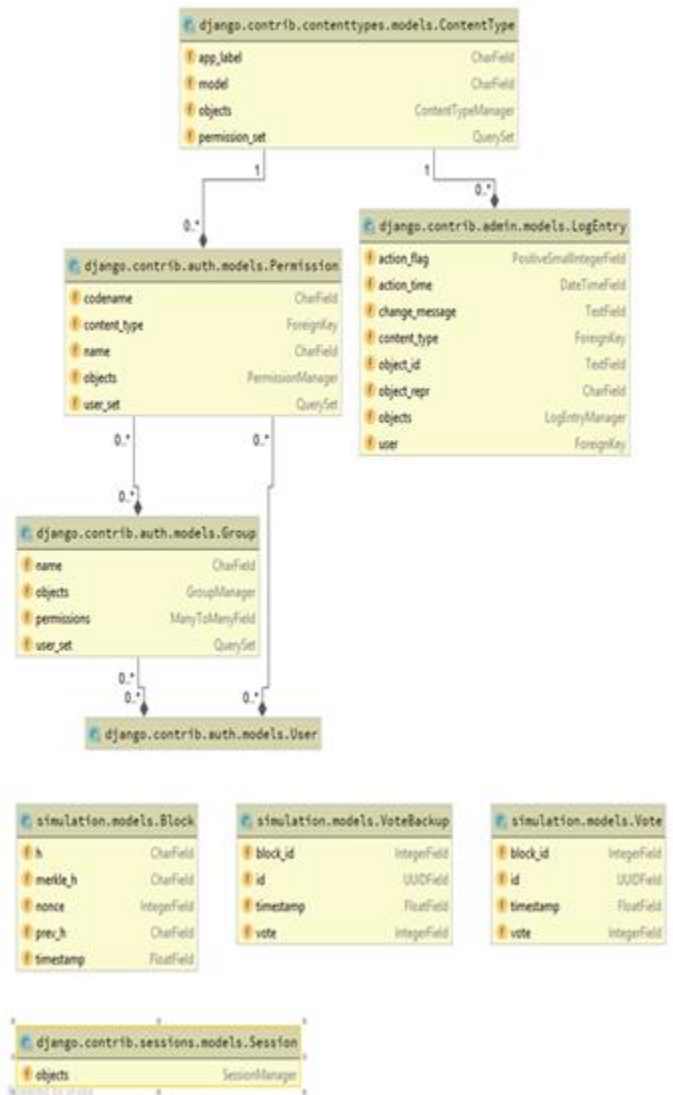 django.contrib.contenttypes.models.ContentType
app_label CharField
model CharField
objects ContentTypeManager
permission_set QuerySet
1 1
0..*
0..*
django.contrib.admin.models.LogEntry
action_flag PositiveSmallIntegerField
action_time DateTimeField
change_message TextField
content_type ForeignKey
object_id TextField
object_repr CharField
objects LogEntryManager
user ForeignKey
django.contrib.auth.models.Permission
codename CharField
content_type ForeignKey
name CharField
objects PermissionManager
user_set QuerySet
0..* 0..*
0..*
django.contrib.auth.models.Group
name CharField
objects GroupManager
permissions ManyToManyField
user_set QuerySet
0..*
0..* 0..*
django.contrib.auth.models.User
simulation.models.Block
h CharField
merkle_h CharField
nonce IntegerField
prev_h CharField
timestamp FloatField
simulation.models.VoteBackup
block_id IntegerField
id UUIDField
timestamp FloatField
vote IntegerField
simulation.models.Vote
block_id IntegerField
id UUIDField
timestamp FloatField
vote IntegerField
django.contrib.sessions.models.Session
objects SessionManager